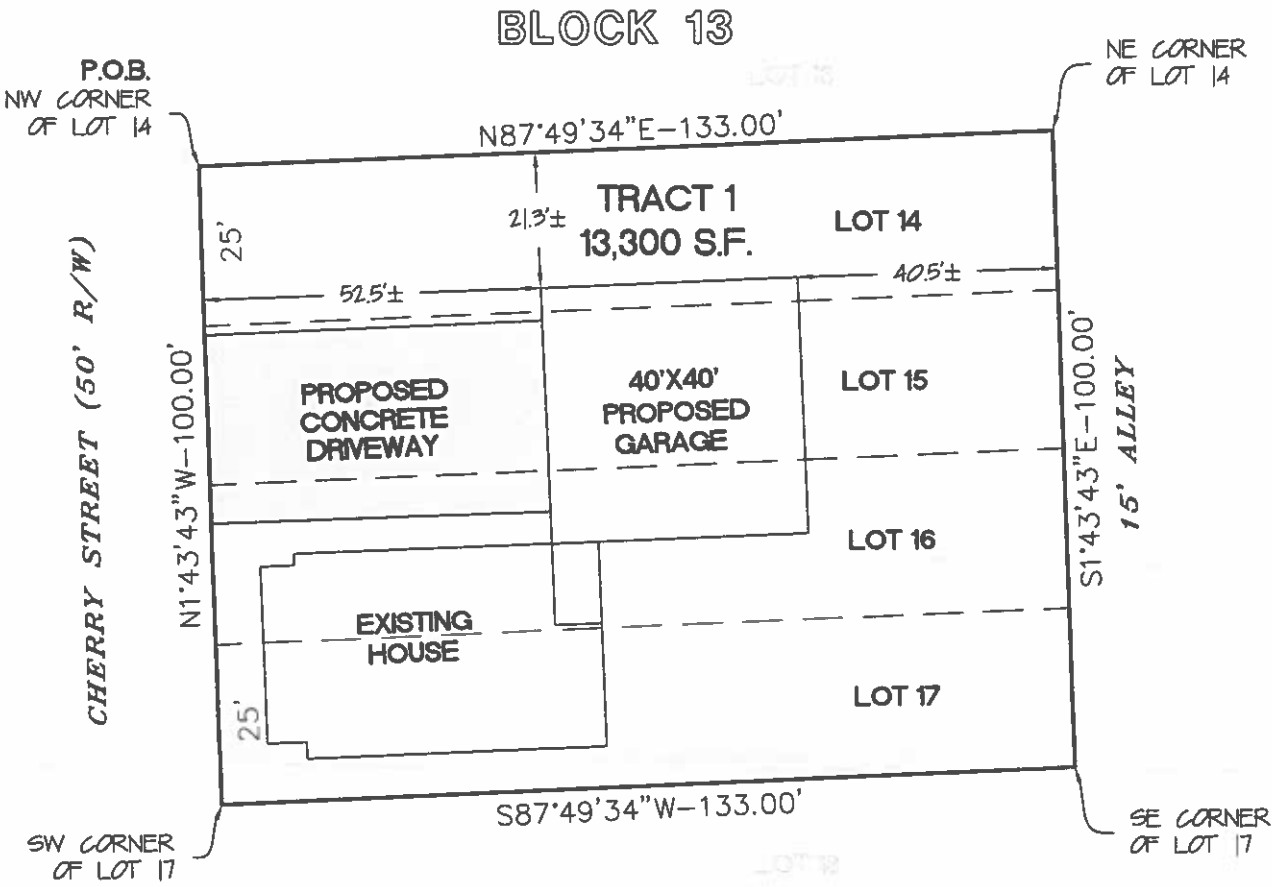 BLOCK 13
P.O.B.
NW CORNER
OF LOT 14
NE CORNER
OF LOT 14
N87°49'34"E-133.00'
25'
21.3'±
TRACT 1
13,300 S.F.
LOT 14
52.5'±
40.5'±
CHERRY STREET (50' R/W)
N1°43'43"W-100.00'
PROPOSED
CONCRETE
DRIVEWAY
40'X40'
PROPOSED
GARAGE
LOT 15
S1°43'43"E-100.00'
15' ALLEY
LOT 16
EXISTING
HOUSE
25'
LOT 17
S87°49'34"W-133.00'
SW CORNER
OF LOT 17
SE CORNER
OF LOT 17